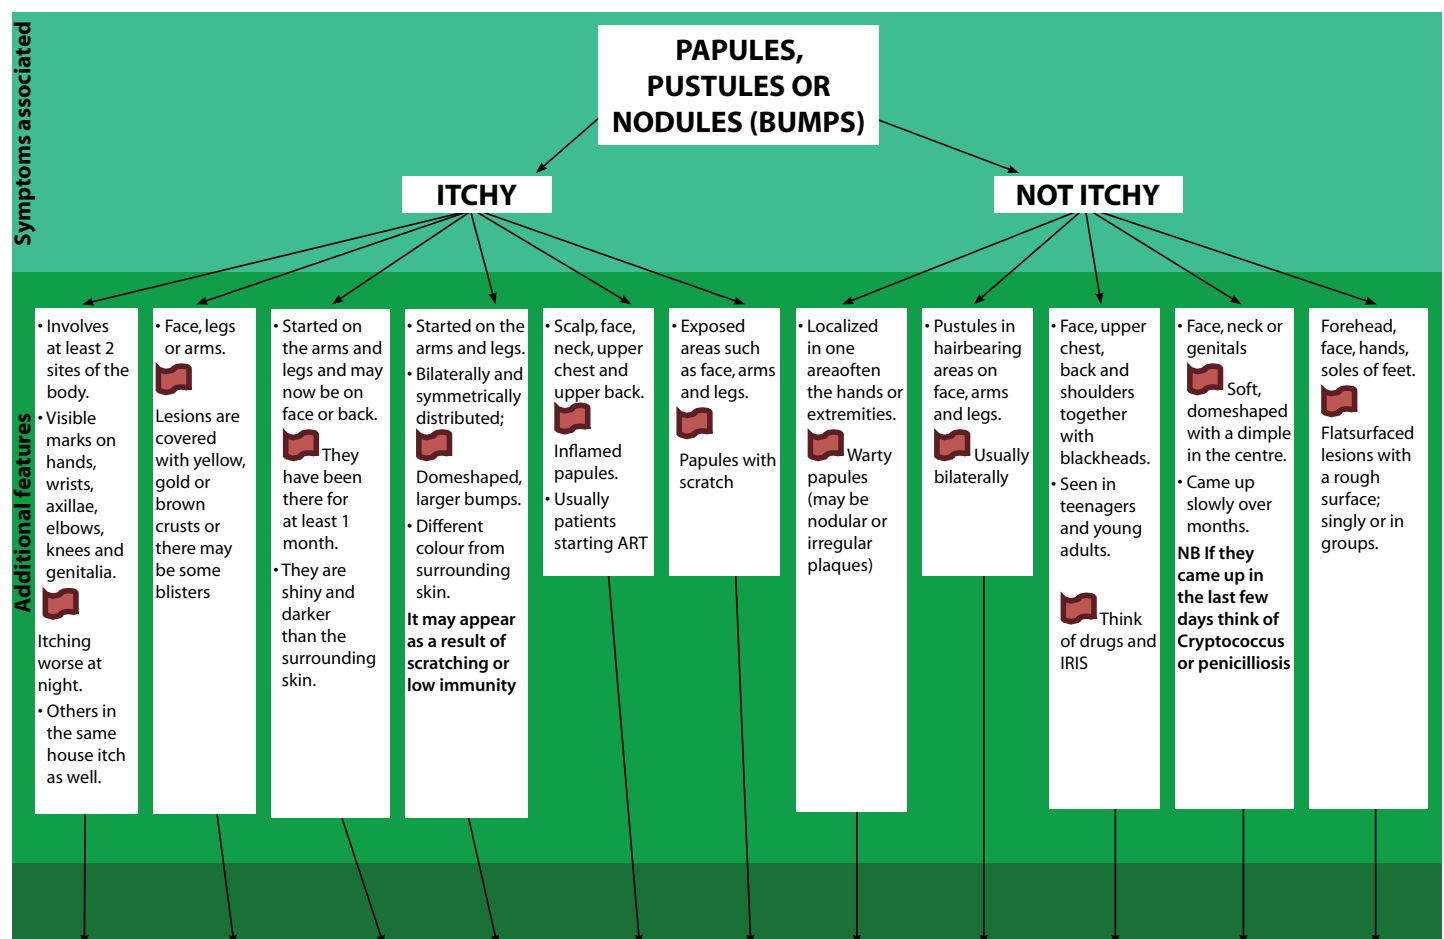 Symptoms associated
PAPULES,
PUSTULES OR
NODULES (BUMPS)
ITCHY
NOT ITCHY
Additional features
• Involves
at least 2
sites of the
body.
• Visible
marks on
hands,
wrists,
axillae,
elbows,
knees and
genitalia.
Itching
worse at
night.
• Others in
the same
house itch
as well.
• Face, legs
or arms.
Lesions are
covered
with yellow,
gold or
brown
crusts or
there may
be some
blisters
• Started on
the arms and
legs and may
now be on
face or back.
They
have been
there for
at least 1
month.
• They are
shiny and
darker
than the
surrounding
skin.
• Started on the
arms and legs.
• Bilaterally and
symmetrically
distributed;
Domeshaped,
larger bumps.
• Different
colour from
surrounding
skin.
It may appear
as a result of
scratching or
low immunity
• Scalp, face,
neck, upper
chest and
upper back.
Inflamed
papules.
• Usually
patients
starting ART
• Exposed
areas such
as face, arms
and legs.
Papules with
scratch
• Localized
in one
areaoften
the hands or
extremities.
Warty
papules
(may be
nodular or
irregular
plaques)
• Pustules in
hairbearing
areas on
face, arms
and legs.
Usually
bilaterally
• Face, upper
chest,
back and
shoulders
together
with
blackheads.
• Seen in
teenagers
and young
adults.
Think
of drugs and
IRIS
• Face, neck or
genitals
Soft,
domeshaped
with a dimple
in the centre.
• Came up
slowly over
months.
NB If they
came up in
the last few
days think of
Cryptococcus
or penicilliosis
Forehead,
face, hands,
soles of feet.
Flatsurfaced
lesions with
a rough
surface;
singly or in
groups.